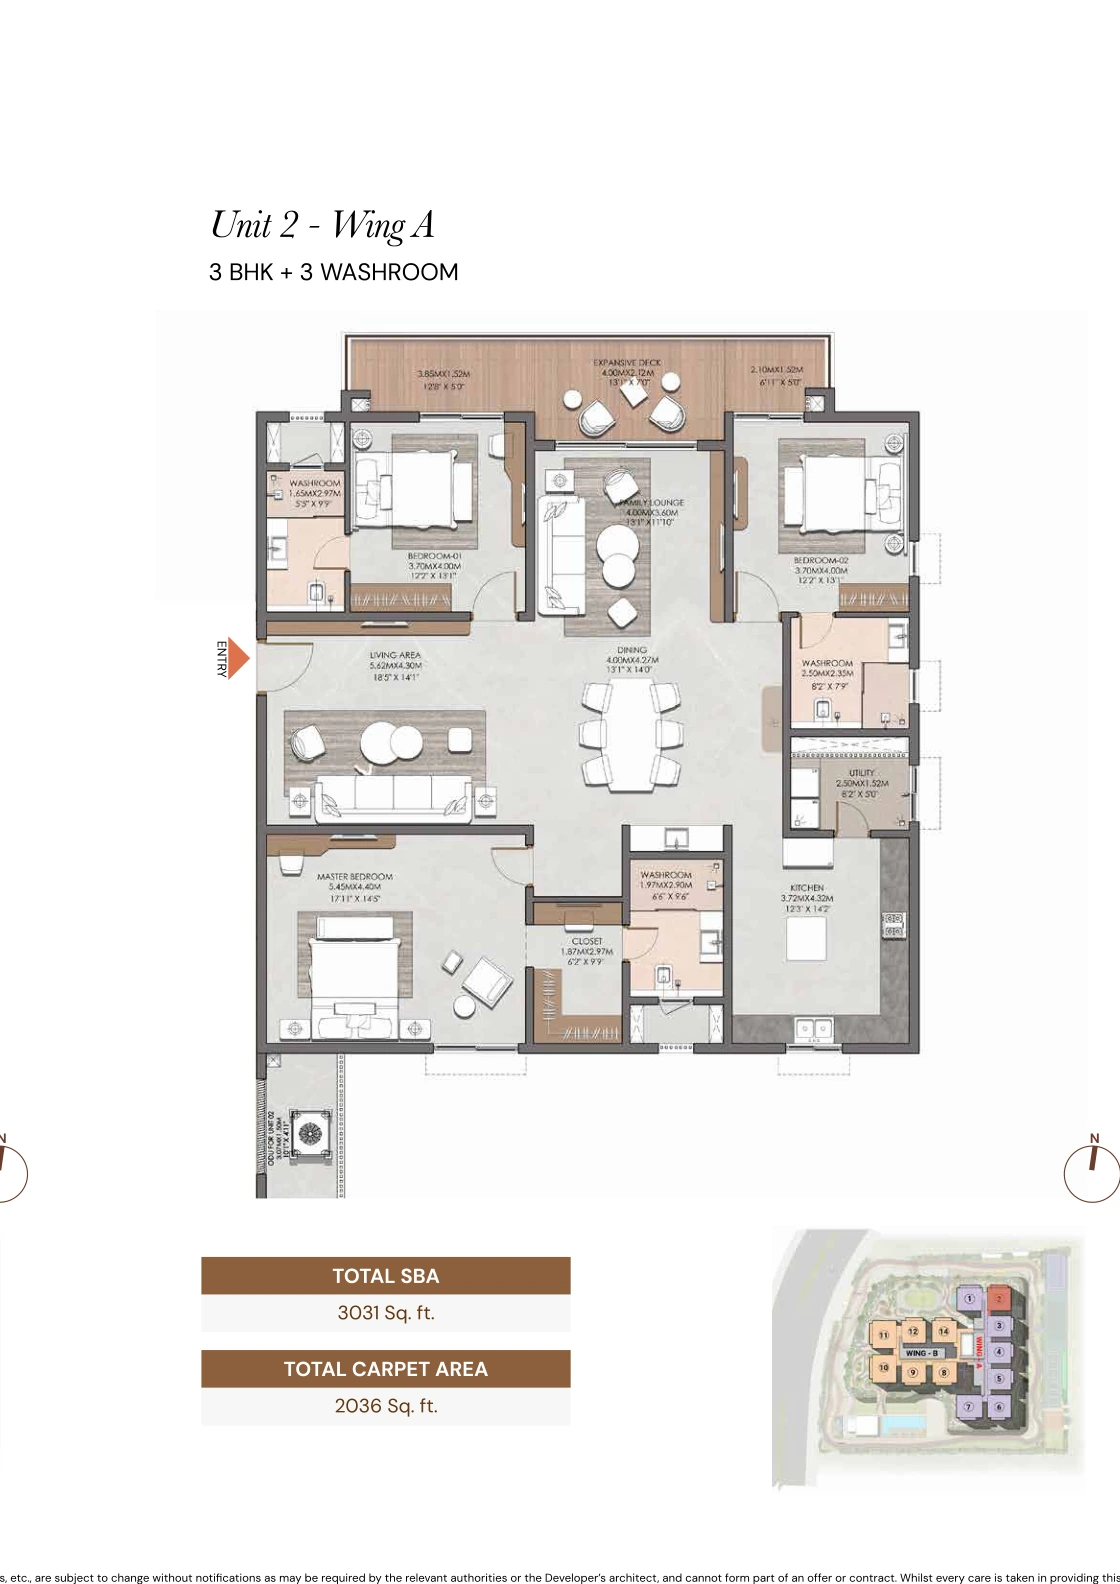 Unit 2 - Wing A
3 BHK + 3 WASHROOM
3.85MX1.52M
12'8" X 5'0"
EXPANSIVE DECK
4.00MX2.12M
13'1" X 7'0"
2.10MX1.52M
6'11" X 5'0"
WASHROOM
1.65MX2.97M
5'5" X 9'9"
BEDROOM-01
3.70MX4.00M
12'2" X 13'1"
FAMILY LOUNGE
4.00MX3.60M
13'1" X 11'10"
BEDROOM-02
3.70MX4.00M
12'2" X 13'1"
ENTRY
LIVING AREA
5.62MX4.30M
18'5" X 14'1"
DINING
4.00MX4.27M
13'1" X 14'0"
WASHROOM
2.50MX2.35M
8'2" X 7'9"
UTILITY
2.50MX1.52M
8'2" X 5'0"
MASTER BEDROOM
5.45MX4.40M
17'11" X 14'5"
WASHROOM
1.97MX2.90M
6'6" X 9'6"
KITCHEN
3.72MX4.32M
12'3" X 14'2"
CLOSET
1.87MX2.97M
6'2" X 9'9"
ODU FOR UNIT 02
3.07MX1.50M
10'1" X 4'11"
N
N
TOTAL SBA
3031 Sq. ft.
TOTAL CARPET AREA
2036 Sq. ft.
1
2
3
4
5
6
7
8
9
10
11
12
14
WING - B
WING - A
s, etc., are subject to change without notifications as may be required by the relevant authorities or the Developer's architect, and cannot form part of an offer or contract. Whilst every care is taken in providing this